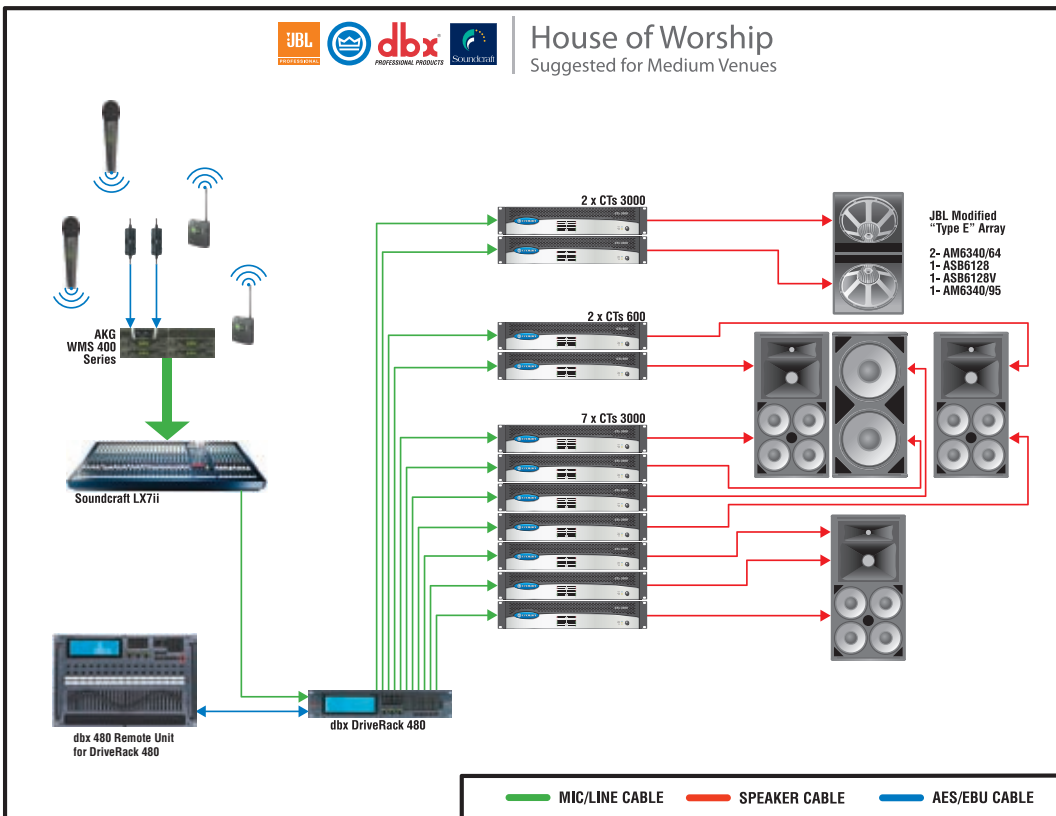 JBL
PROFESSIONAL
dbx
PROFESSIONAL PRODUCTS
Soundcraft
House of Worship
Suggested for Medium Venues
AKG
WMS 400
Series
Soundcraft LX7ii
dbx 480 Remote Unit
for DriveRack 480
dbx DriveRack 480
2 x CTs 3000
2 x CTs 600
7 x CTs 3000
JBL Modified
“Type E” Array
2- AM6340/64
1- ASB6128
1- ASB6128V
1- AM6340/95
MIC/LINE CABLE
SPEAKER CABLE
AES/EBU CABLE